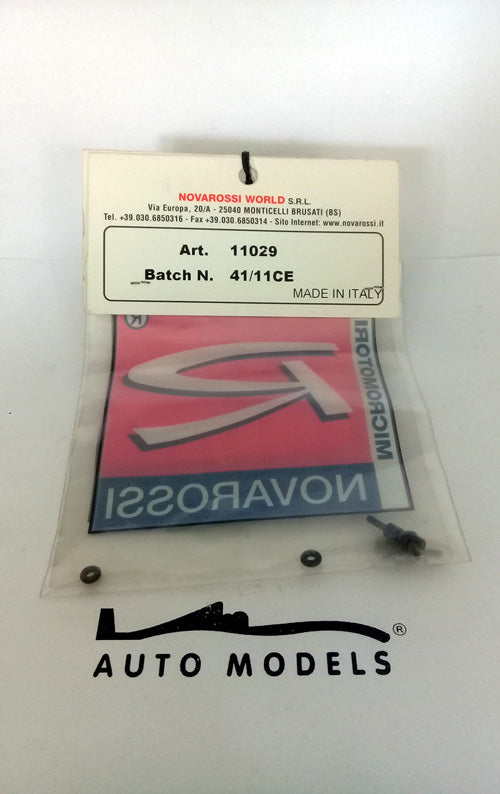 NOVAROSSI WORLD S.R.L.
Via Europa, 20/A - 25040 MONTICELLI BRUSATI (BS)
Tel. +39.030.6850316 - Fax +39.030.6850314 - Sito Internet: www.novarossi.it
Art. 11029
Batch N. 41/11CE
MADE IN ITALY
®
MICROMOTORI
NOVAROSSI
®
AUTO MODELS